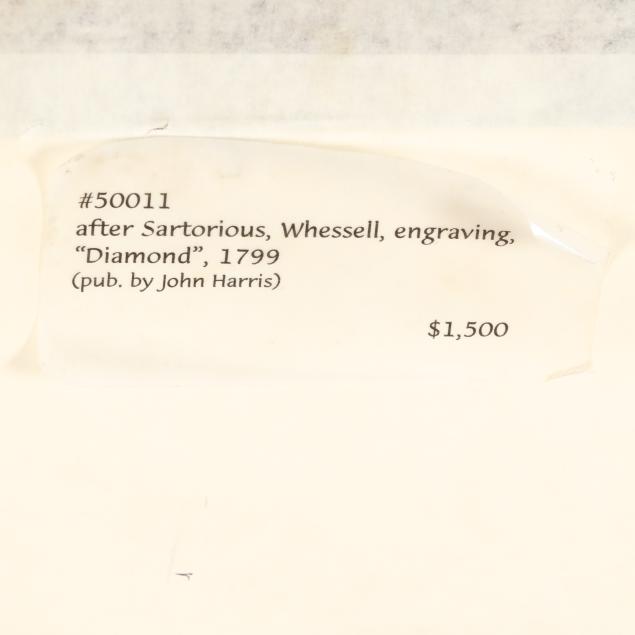 #50011
after Sartorious, Whessell, engraving,
“Diamond”, 1799
(pub. by John Harris)
$1,500